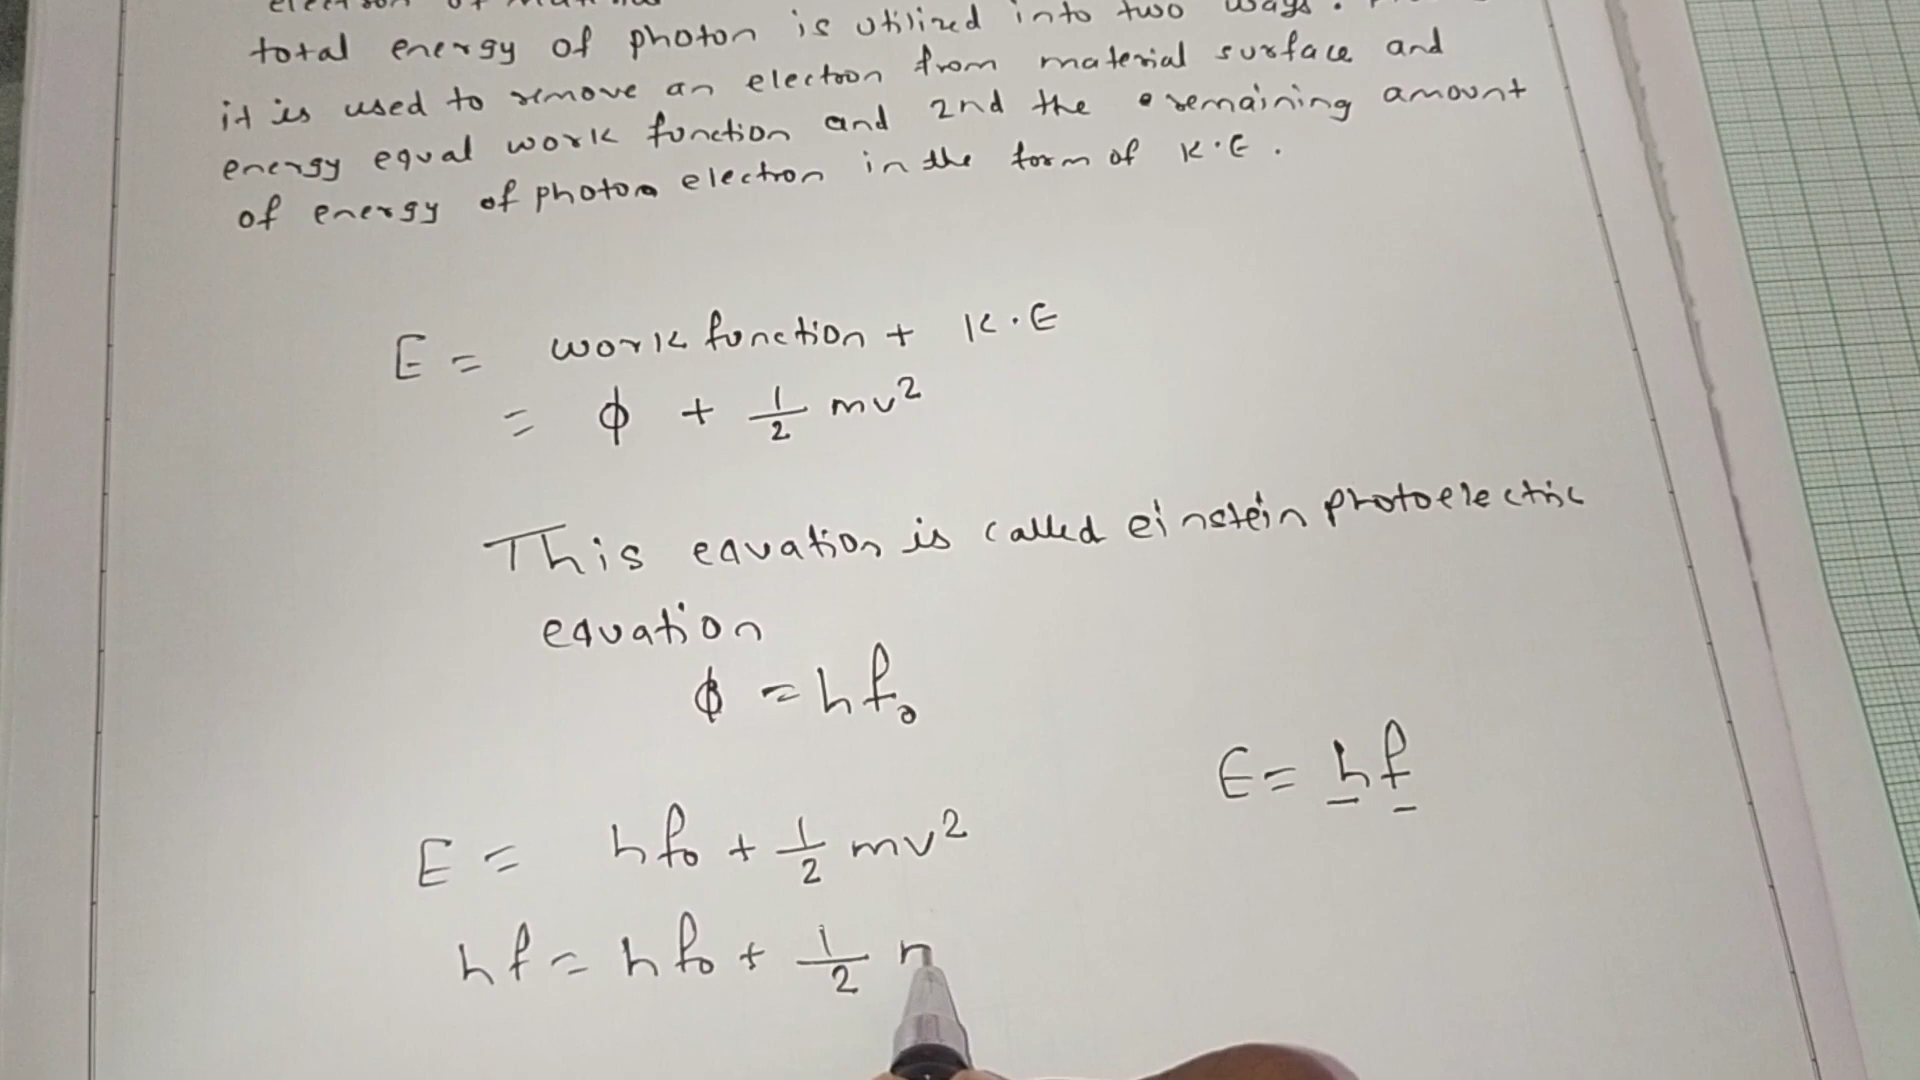 total energy of photon is utilized into two ways.
it is used to remove an electron from material surface and
energy equal work function and 2nd the remaining amount
of energy of photon electron in the form of K.E.
E = work function + K.E
= φ + 1/2 mv²
This equation is called einstein photoelectric
equation
φ = hf₀
E = hf
E = hf₀ + 1/2 mv²
hf = hf₀ + 1/2